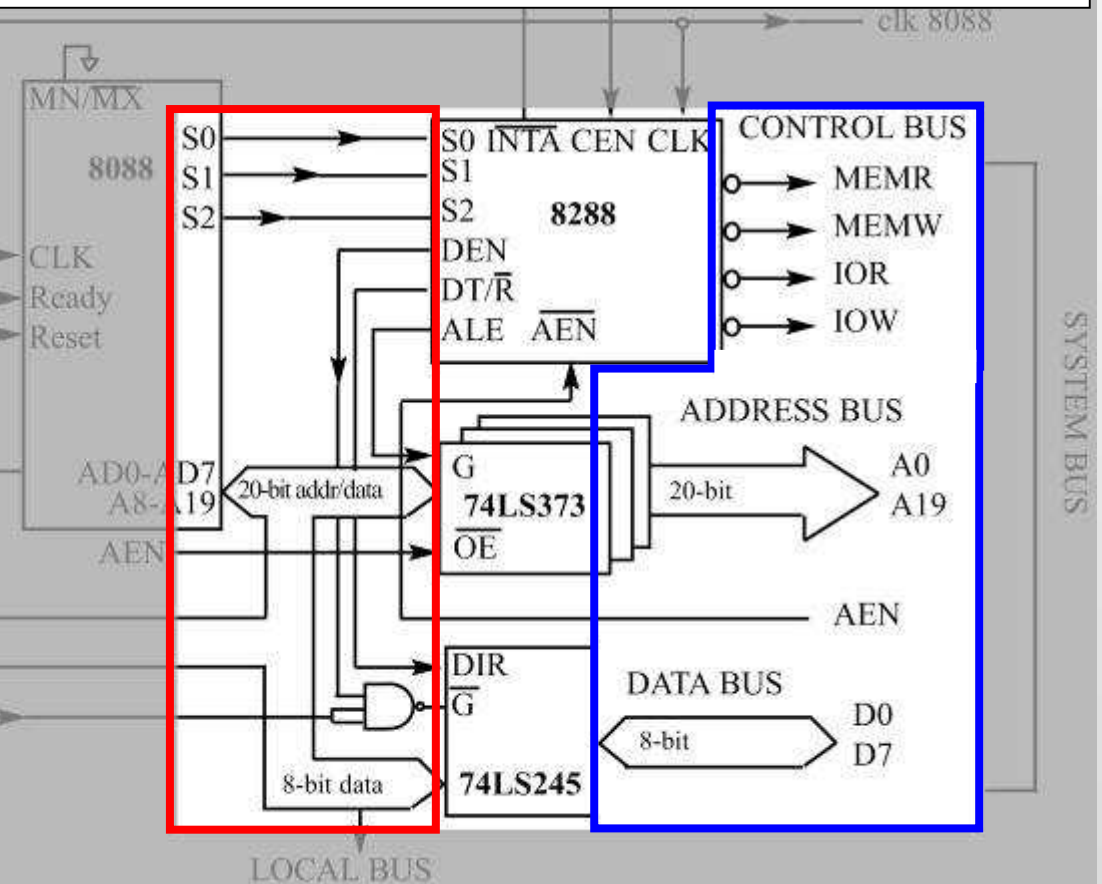 clk 8088
MN/MX
8088
S0
S1
S2
CLK
Ready
Reset
AD0-AD7
A8-A19
AEN
S0 INTA CEN CLK
S1
S2
8288
DEN
DT/R
ALE AEN
CONTROL BUS
MEMR
MEMW
IOR
IOW
20-bit addr/data
G
74LS373
OE
ADDRESS BUS
20-bit
A0
A19
AEN
DIR
G
74LS245
DATA BUS
8-bit
D0
D7
8-bit data
LOCAL BUS
SYSTEM BUS